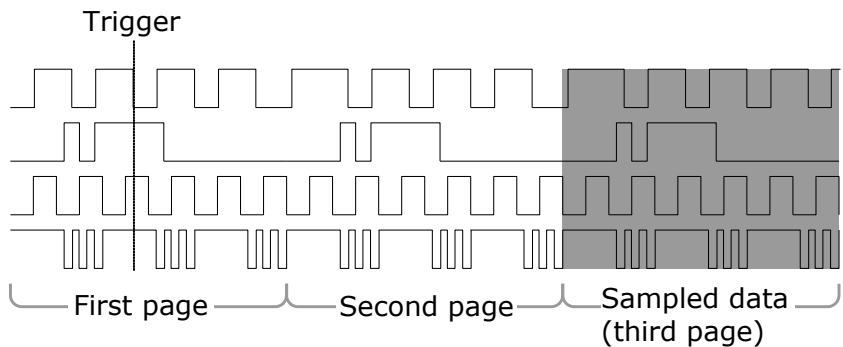 Trigger
First page
Second page
Sampled data
(third page)